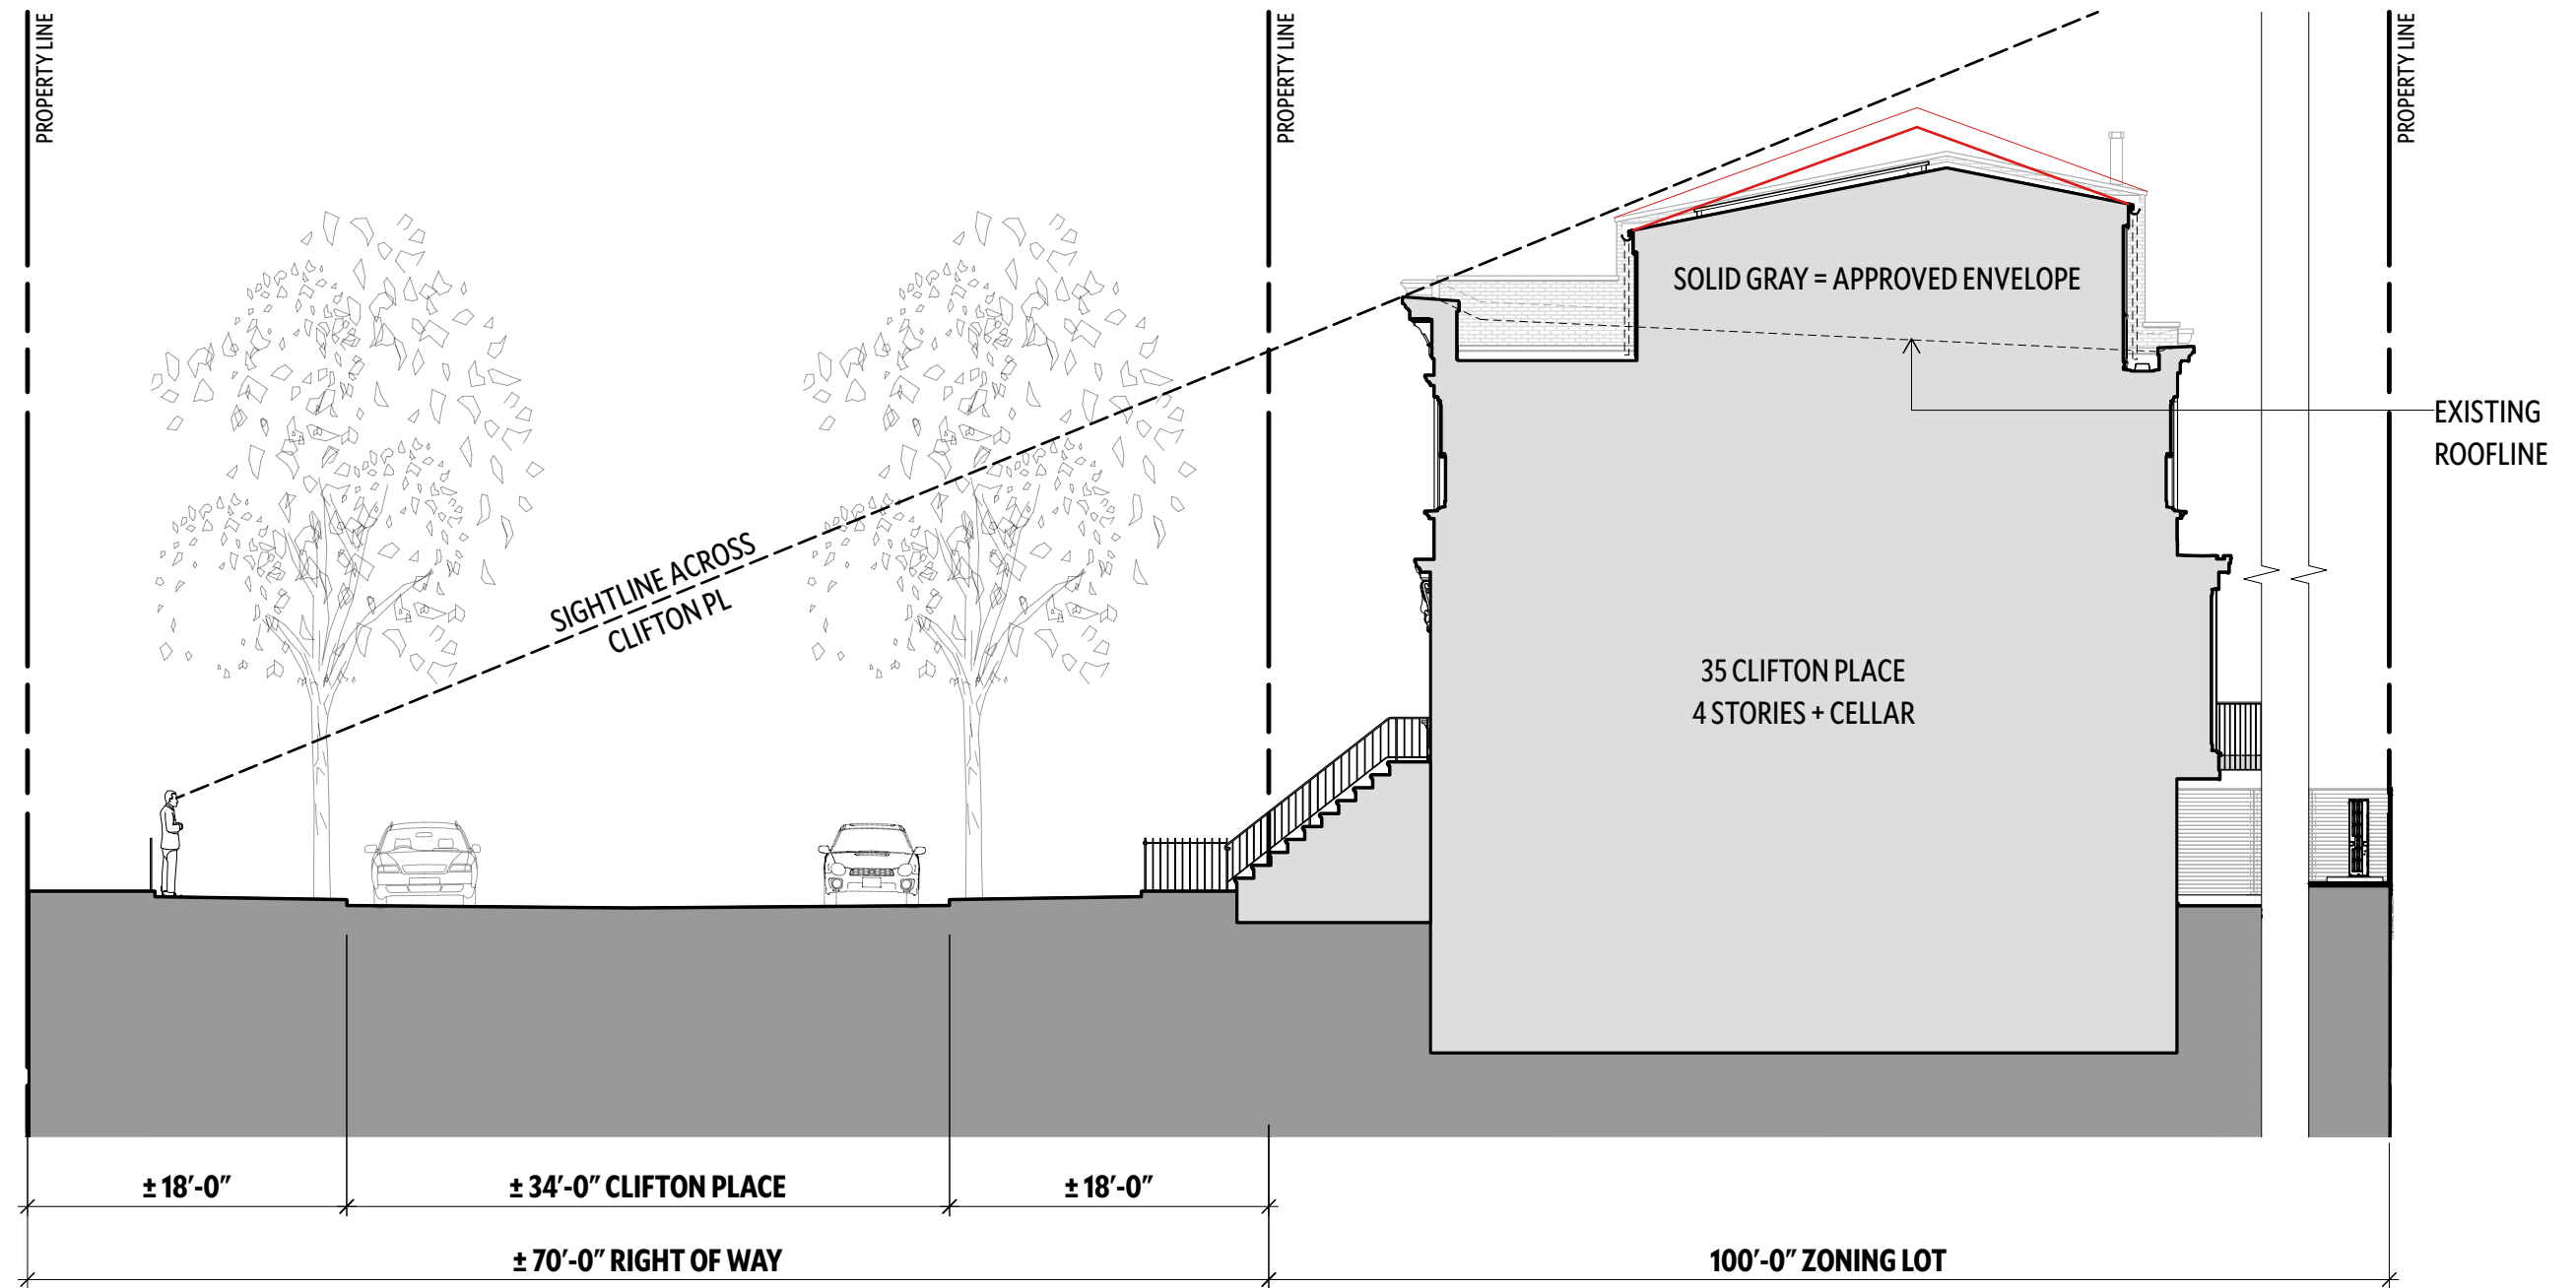 PROPERTY LINE
PROPERTY LINE
PROPERTY LINE
SOLID GRAY = APPROVED ENVELOPE
EXISTING
ROOFLINE
SIGHTLINE ACROSS
CLIFTON PL
35 CLIFTON PLACE
4 STORIES + CELLAR
± 18'-0"
± 34'-0" CLIFTON PLACE
± 18'-0"
± 70'-0" RIGHT OF WAY
100'-0" ZONING LOT